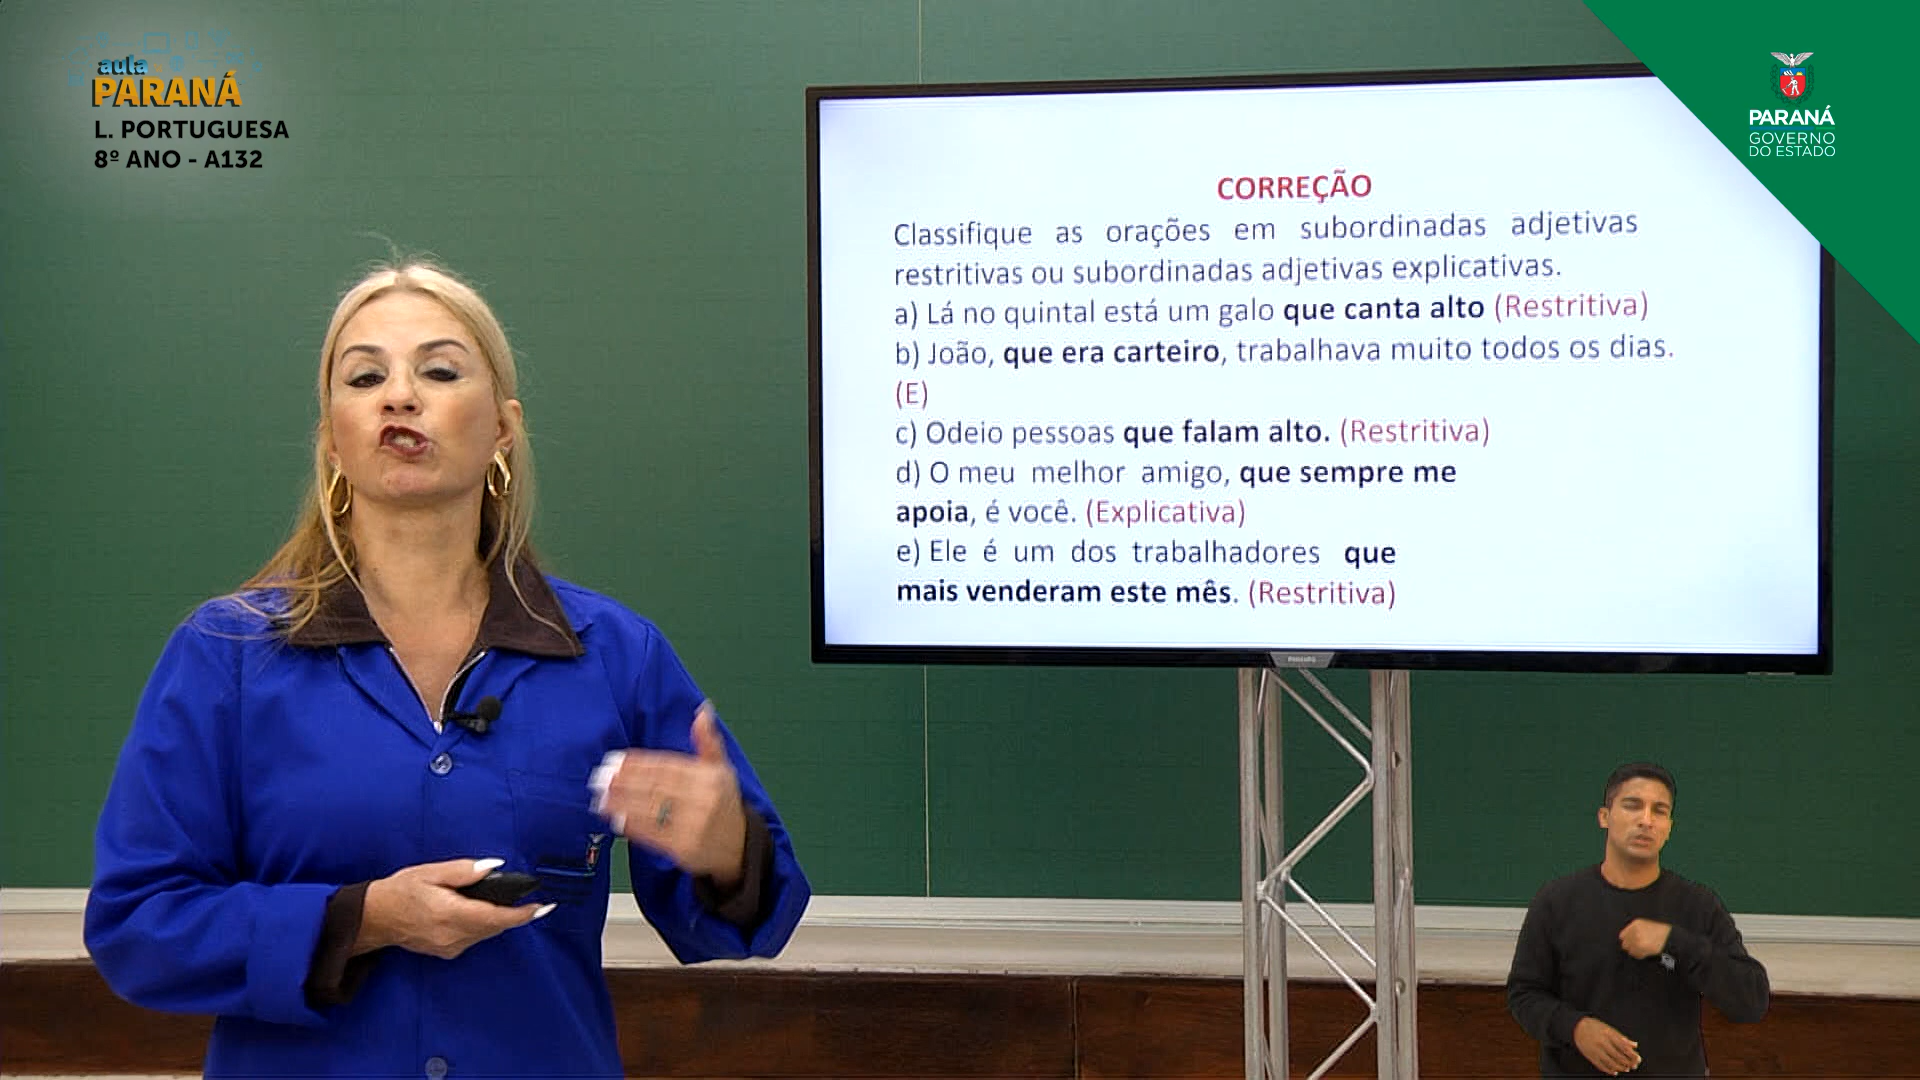 aula
PARANÁ
L. PORTUGUESA
8º ANO - A132
PARANÁ
GOVERNO
DO ESTADO
CORREÇÃO
Classifique as orações em subordinadas adjetivas
restritivas ou subordinadas adjetivas explicativas.
a) Lá no quintal está um galo que canta alto (Restritiva)
b) João, que era carteiro, trabalhava muito todos os dias.
(E)
c) Odeio pessoas que falam alto. (Restritiva)
d) O meu melhor amigo, que sempre me
apoia, é você. (Explicativa)
e) Ele é um dos trabalhadores que
mais venderam este mês. (Restritiva)
PHILIPS